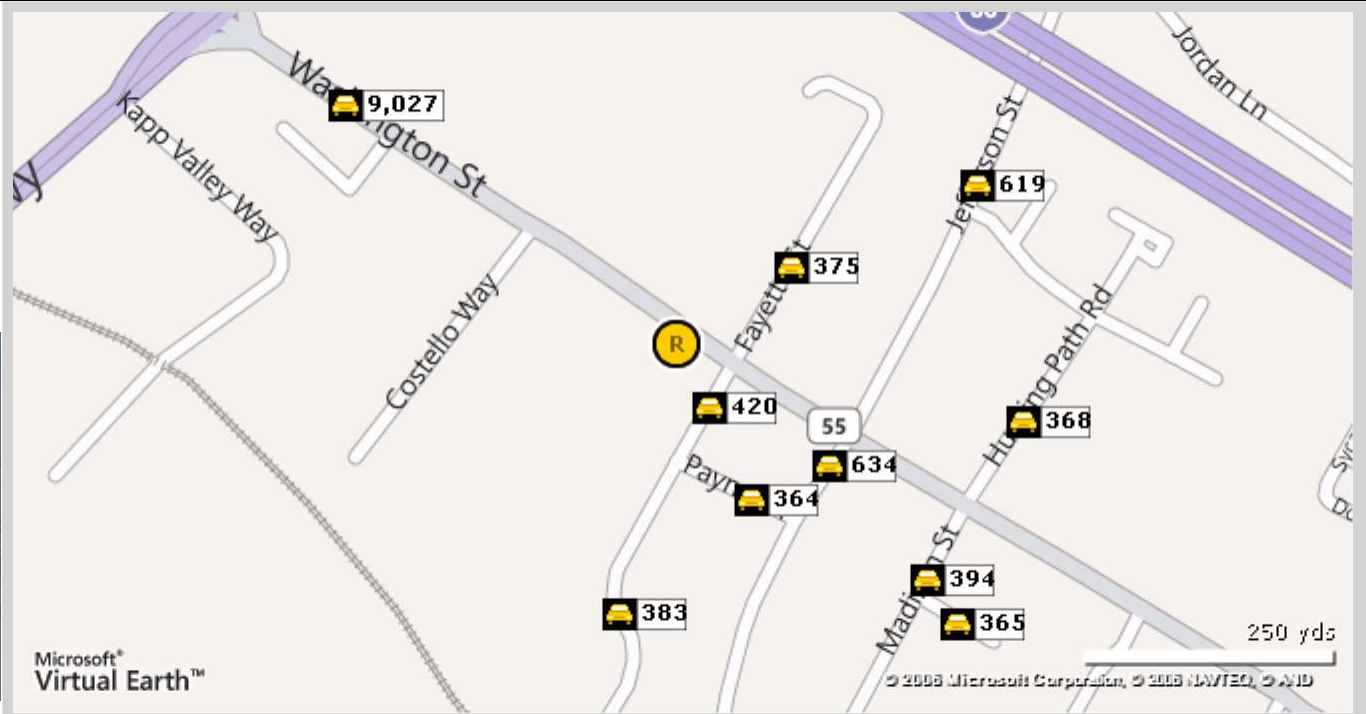 Jordan Ln
Washington St
9,027
Kapp Valley Way
Jefferson St
619
375
Fayette St
Costello Way
R
Hunting Path Rd
420
55
368
634
364
394
Madison St
383
365
250 yds
Microsoft®
Virtual Earth™
© 2006 Microsoft Corporation, © 2006 NAVTEQ, © AND